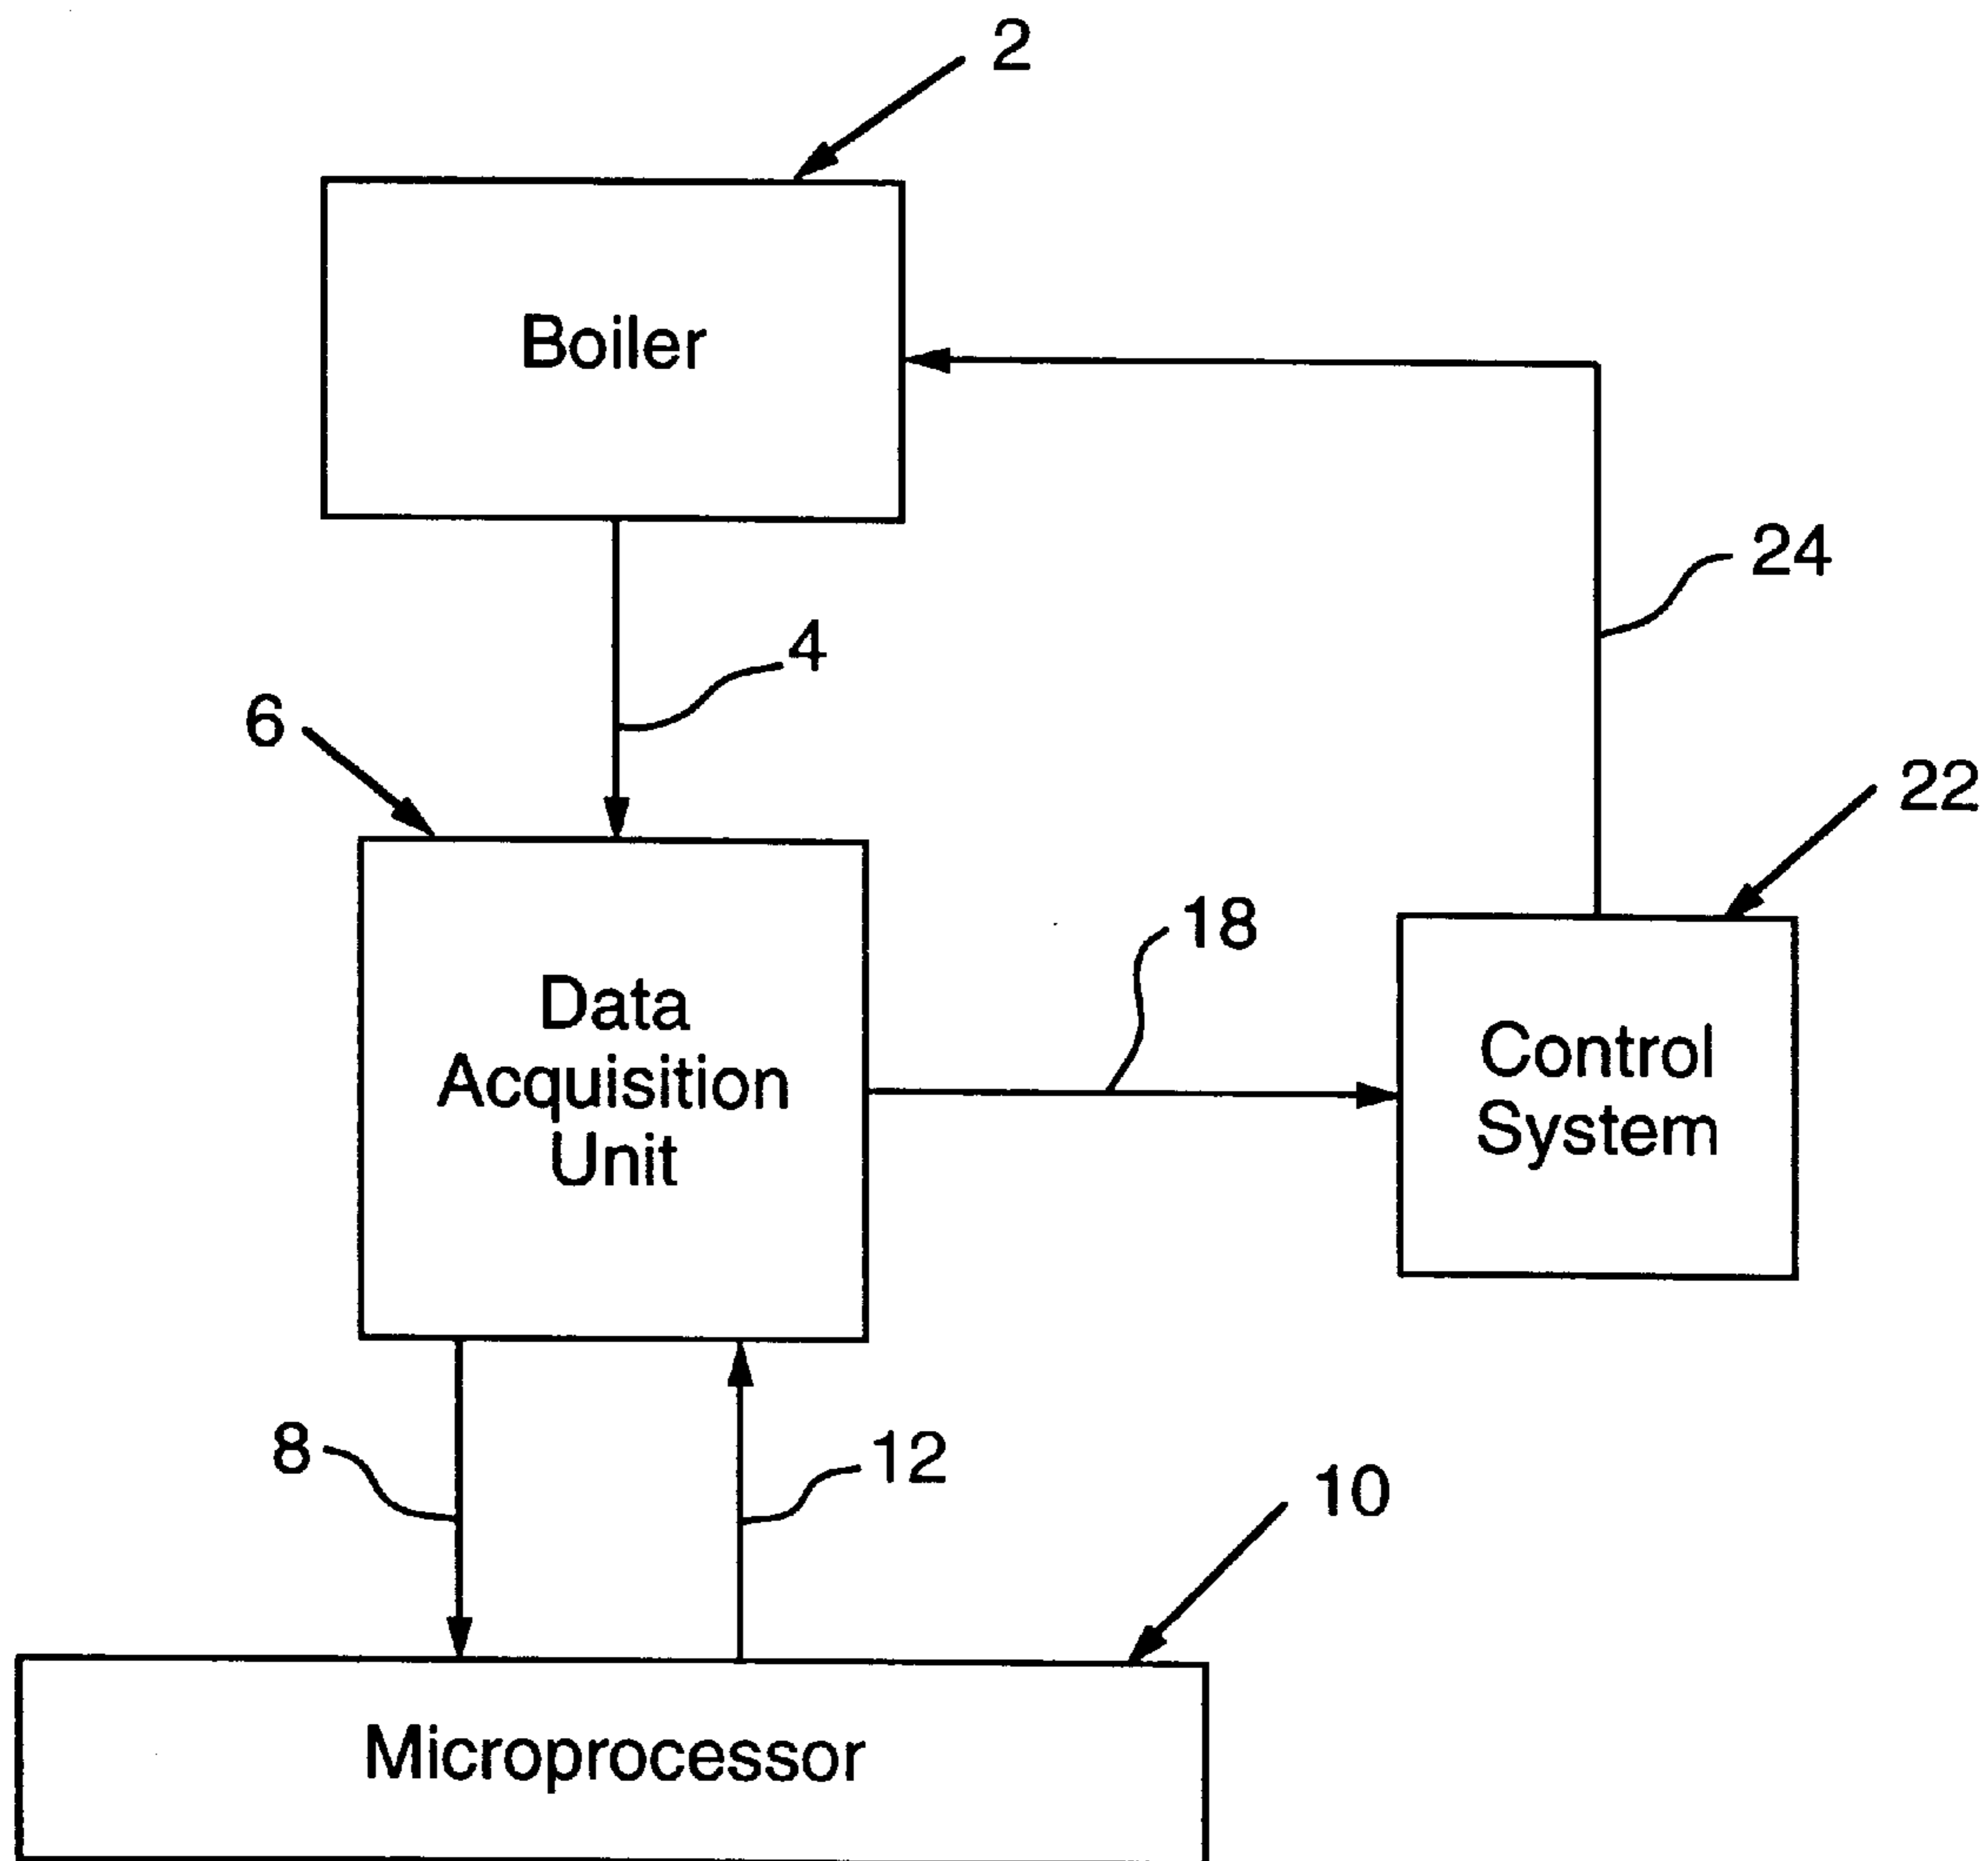 2
Boiler
24
4
6
22
18
Data
Acquisition
Unit
Control
System
8
12
10
Microprocessor